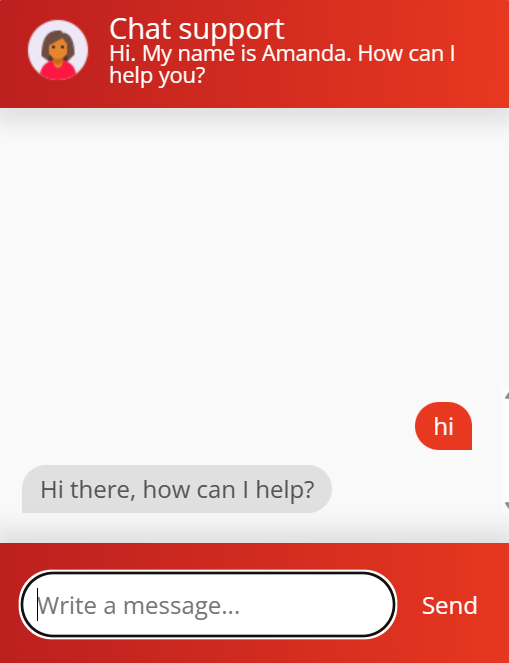 Chat support
Hi. My name is Amanda. How can I
help you?
hi
Hi there, how can I help?
Write a message...
Send